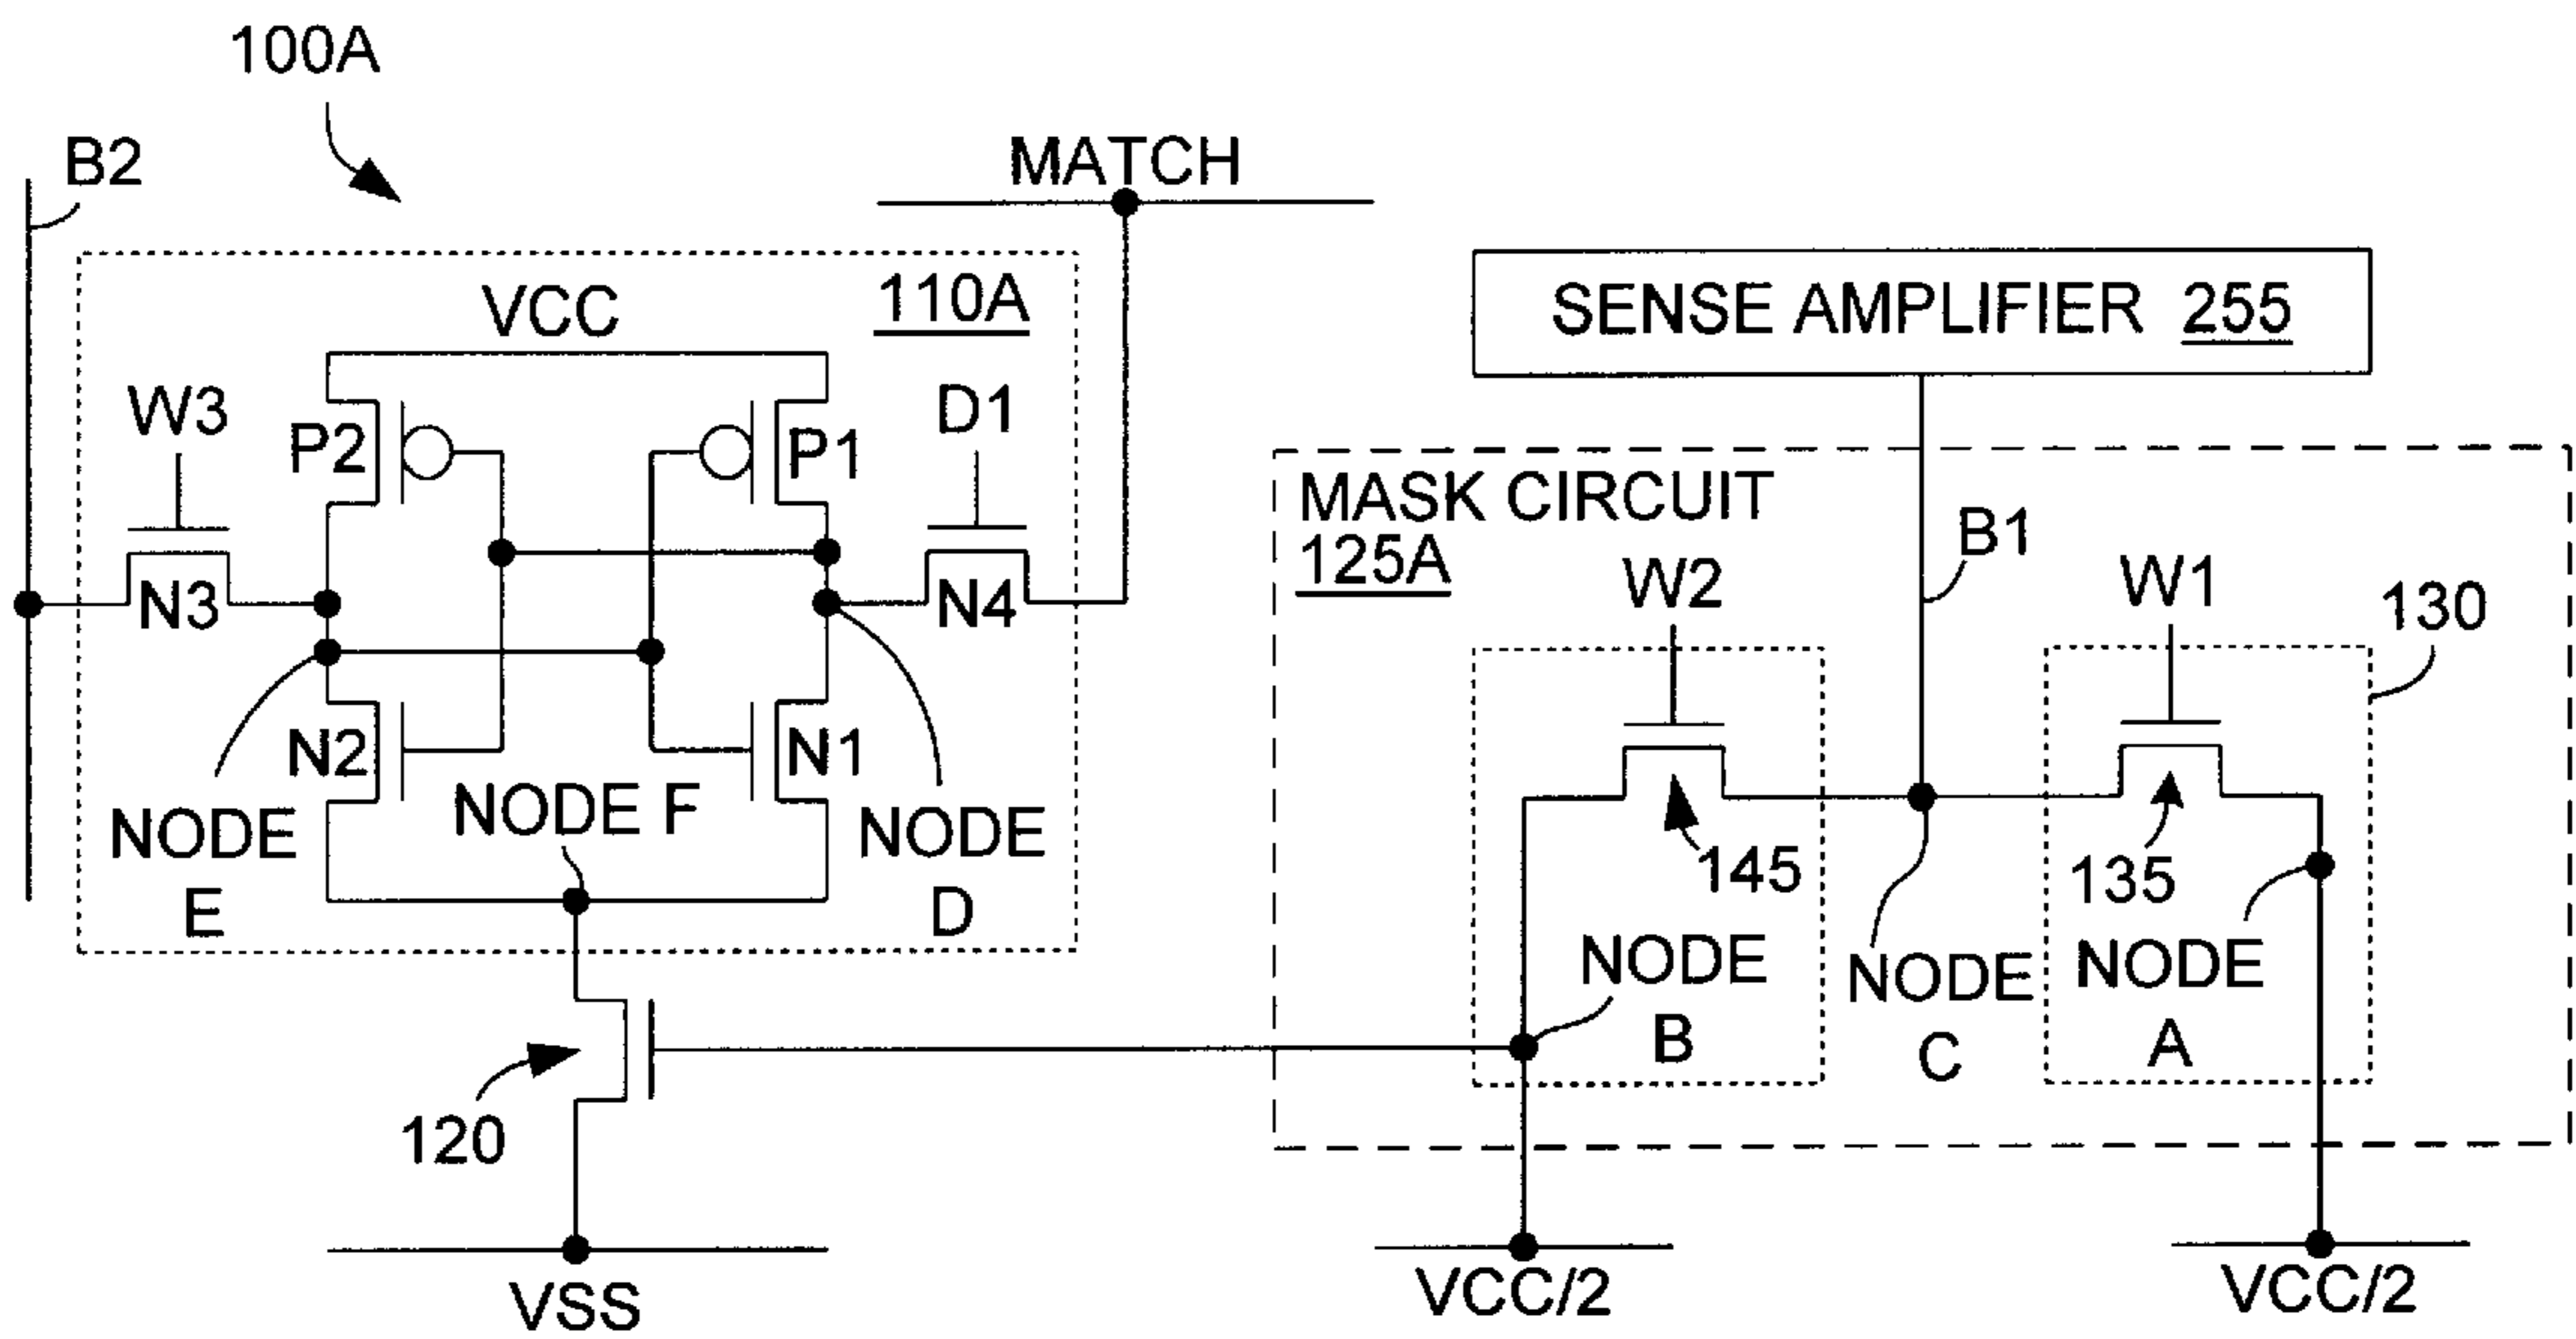 100A
B2
MATCH
VCC
110A
SENSE AMPLIFIER 255
W3
P2
P1
D1
MASK CIRCUIT
125A
B1
W2
W1
130
N3
N4
N2
N1
NODE F
NODE
E
NODE
D
145
135
NODE
B
NODE
C
NODE
A
120
VSS
VCC/2
VCC/2